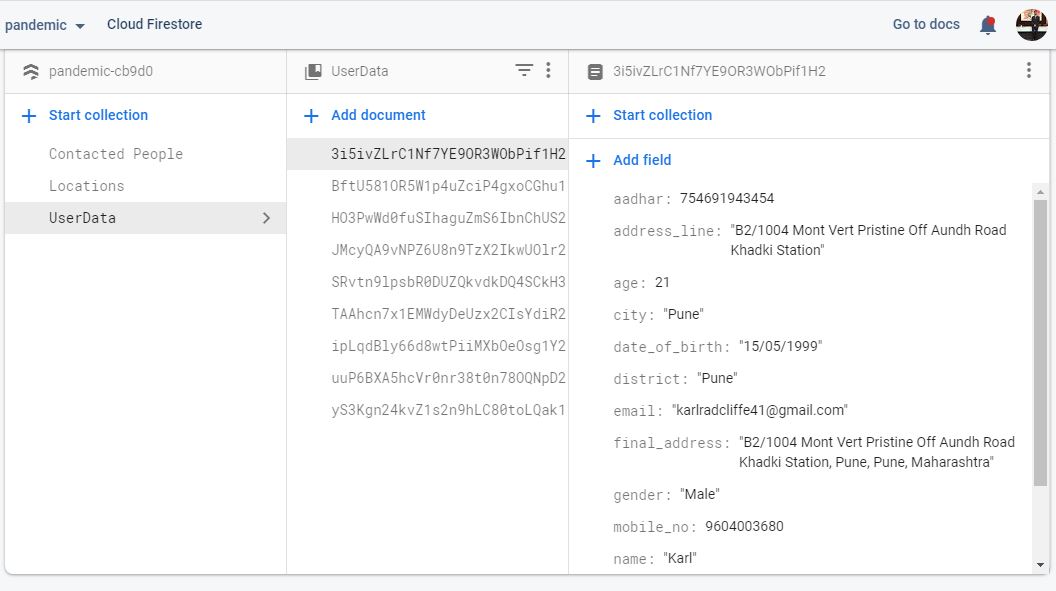 pandemic
Cloud Firestore
Go to docs
pandemic-cb9d0
UserData
3i5ivZLrC1Nf7YE9OR3WObPif1H2
Start collection
Add document
Start collection
Contacted People
Locations
UserData
3i5ivZLrC1Nf7YE9OR3WObPif1H2
BftU581OR5W1p4uZciP4gxoCGhu1
HO3PwWd0fuSIhaguZmS6IbnChUS2
JMcyQA9vNPZ6U8n9TzX2IkwUOlr2
SRvtn9lpsbR0DUZQkvdkDQ4SCkH3
TAAhcn7x1EMWdyDeUzx2CIsYdiR2
ipLqdBly66d8wtPiiMXbOeOsg1Y2
uuP6BXA5hcVr0nr38t0n78OQNpD2
yS3Kgn24kvZ1s2n9hLC80toLQak1
Add field
aadhar: 754691943454
address_line: "B2/1004 Mont Vert Pristine Off Aundh Road
Khadki Station"
age: 21
city: "Pune"
date_of_birth: "15/05/1999"
district: "Pune"
email: "karlradcliffe41@gmail.com"
final_address: "B2/1004 Mont Vert Pristine Off Aundh Road
Khadki Station, Pune, Pune, Maharashtra"
gender: "Male"
mobile_no: 9604003680
name: "Karl"